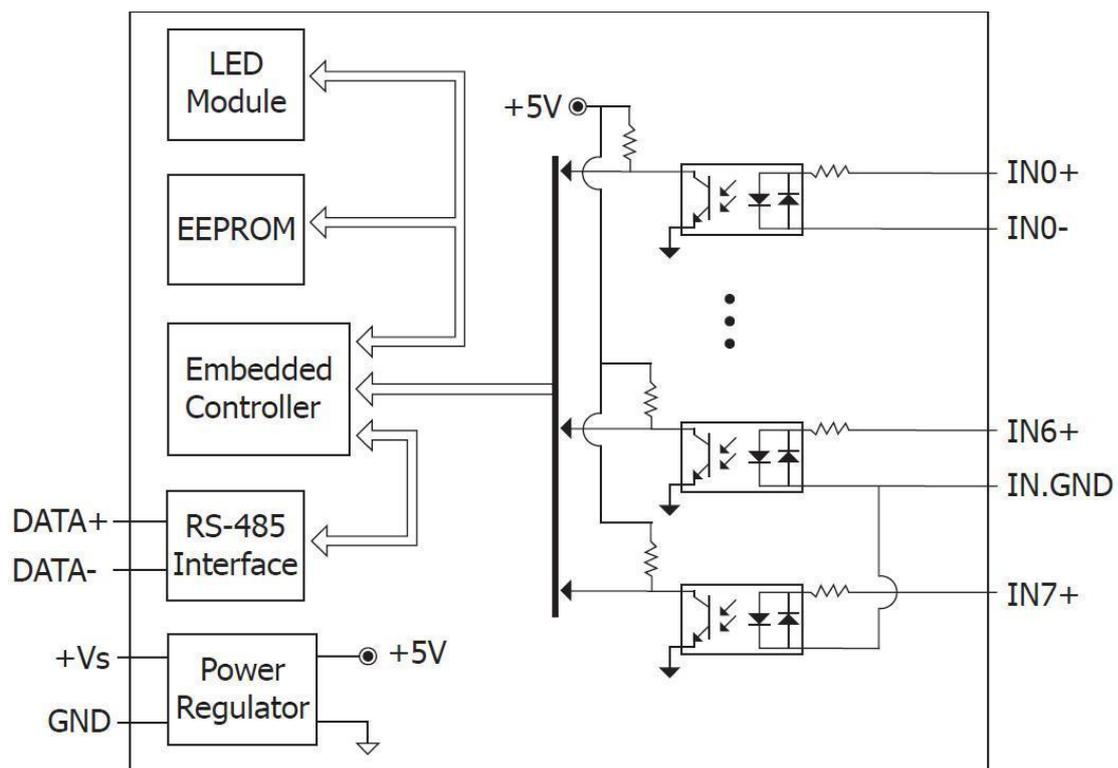 LED
Module
+5V
IN0+
EEPROM
IN0-
Embedded
Controller
IN6+
IN.GND
DATA+
RS-485
Interface
DATA-
IN7+
+Vs
Power
Regulator
+5V
GND